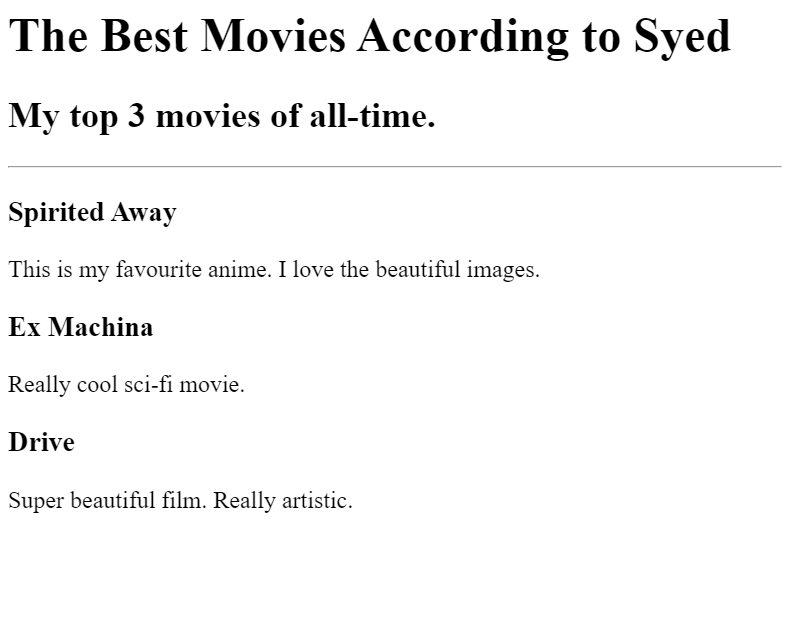 The Best Movies According to Syed
My top 3 movies of all-time.
Spirited Away
This is my favourite anime. I love the beautiful images.
Ex Machina
Really cool sci-fi movie.
Drive
Super beautiful film. Really artistic.